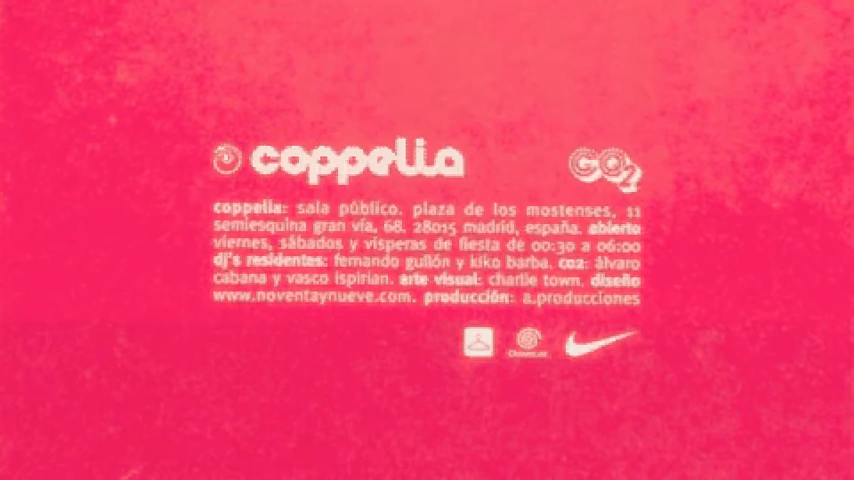 coppelia CO2
coppelia: sala público. plaza de los mostenses, 11
semiesquina gran vía, 68. 28015 madrid, españa. abierto
viernes, sábados y vísperas de fiesta de 00:30 a 06:00
dj's residentes: fernando gullón y kiko barba. co2: álvaro
cabana y vasco ispirian. arte visual: charlie town. diseño
www.noventaynueve.com. producción: a.producciones